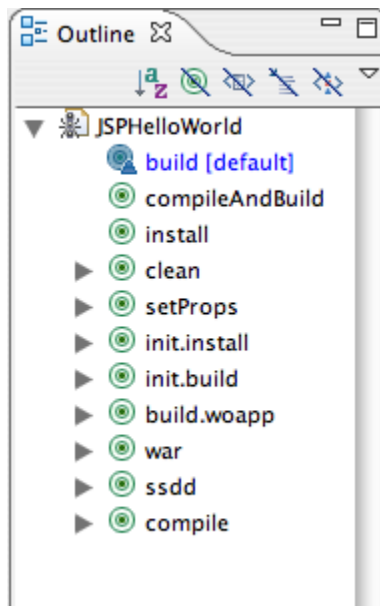 Outline
JSPHelloWorld
build [default]
compileAndBuild
install
clean
setProps
init.install
init.build
build.woapp
war
ssdd
compile